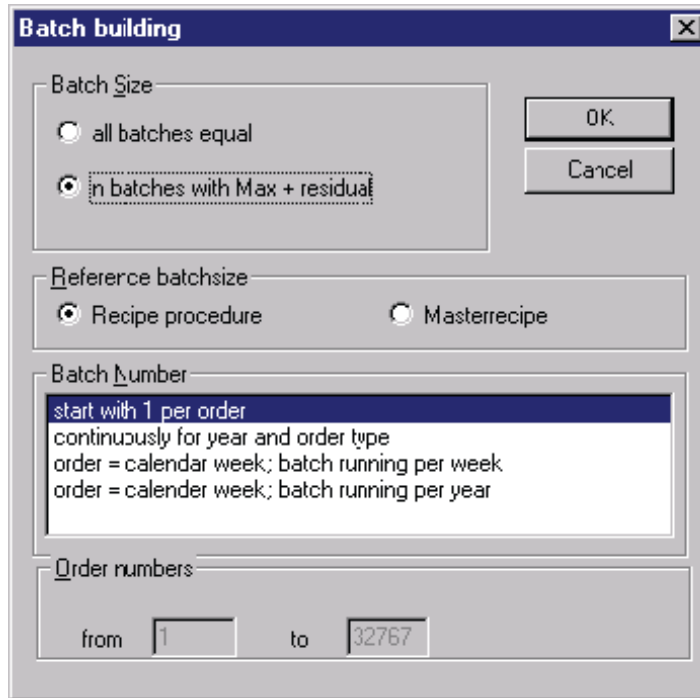 Batch building
Batch Size
all batches equal
n batches with Max + residual
OK
Cancel
Reference batchsize
Recipe procedure
Masterrecipe
Batch Number
start with 1 per order
continuously for year and order type
order = calendar week; batch running per week
order = calender week; batch running per year
Order numbers
from 1 to 32767